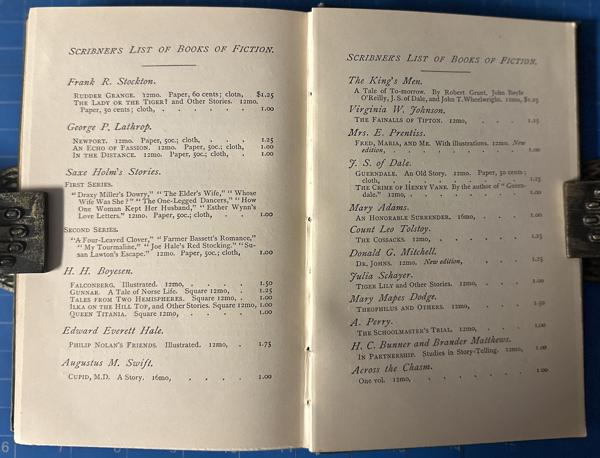 SCRIBNER'S LIST OF BOOKS OF FICTION.
Frank R. Stockton.
RUDDER GRANGE. 12mo. Paper, 60 cents; cloth, $1.25
THE LADY OR THE TIGER? and Other Stories. 12mo.
Paper, 50 cents; cloth, . . . . . . 1.00
George P. Lathrop.
NEWPORT. 12mo. Paper, 50c.; cloth, . . . 1.25
AN ECHO OF PASSION. 12mo. Paper, 50c.; cloth, . 1.00
IN THE DISTANCE. 12mo. Paper, 50c.; cloth, . . 1.00
Saxe Holm's Stories.
FIRST SERIES.
"Draxy Miller's Dowry," "The Elder's Wife," "Whose
Wife Was She?" "The One-Legged Dancers," "How
One Woman Kept Her Husband," "Esther Wynn's
Love Letters." 12mo. Paper, 50c.; cloth, . . 1.00
SECOND SERIES.
"A Four-Leaved Clover," "Farmer Bassett's Romance,"
"My Tourmaline," "Joe Hale's Red Stocking," "Su-
san Lawton's Escape." 12mo. Paper, 50c.; cloth, 1.00
H. H. Boyesen.
FALCONBERG. Illustrated. 12mo, . . . . 1.50
GUNNAR. A Tale of Norse Life. Square 12mo, . 1.25
TALES FROM TWO HEMISPHERES. Square 12mo, . 1.00
ILKA ON THE HILL TOP, and Other Stories. Square 12mo, 1.00
QUEEN TITANIA. Square 12mo, . . . . 1.00
Edward Everett Hale.
PHILIP NOLAN'S FRIENDS. Illustrated. 12mo, . 1.75
Augustus M. Swift.
CUPID, M.D. A Story. 16mo, . . . . 1.00
SCRIBNER'S LIST OF BOOKS OF FICTION.
The King's Men.
A Tale of To-morrow. By Robert Grant, John Boyle
O'Reilly, J. S. of Dale, and John T. Wheelwright. 12mo, $1.25
Virginia W. Johnson.
THE FAINALLS OF TIPTON. 12mo, . . . . 1.25
Mrs. E. Prentiss.
FRED, MARIA, AND ME. With illustrations. 12mo. New
edition, . . . . . . . . 1.00
J. S. of Dale.
GUERNDALE. An Old Story. 12mo. Paper, 50 cents;
cloth, . . . . . . . . 1.25
THE CRIME OF HENRY VANE. By the author of "Guern-
dale." 12mo, . . . . . . . 1.00
Mary Adams.
AN HONORABLE SURRENDER. 16mo, . . . . 1.00
Count Leo Tolstoy.
THE COSSACKS. 12mo, . . . . . . 1.25
Donald G. Mitchell.
DR. JOHNS. 12mo. New edition, . . . . 1.25
Julia Schayer.
TIGER LILY and Other Stories. 12mo, . . . 1.00
Mary Mapes Dodge.
THEOPHILUS AND OTHERS. 12mo, . . . . 1.50
A. Perry.
THE SCHOOLMASTER'S TRIAL. 12mo, . . . 1.00
H. C. Bunner and Brander Matthews.
IN PARTNERSHIP. Studies in Story-Telling. 12mo, . 1.00
Across the Chasm.
One vol. 12mo, . . . . . . . 1.00
6